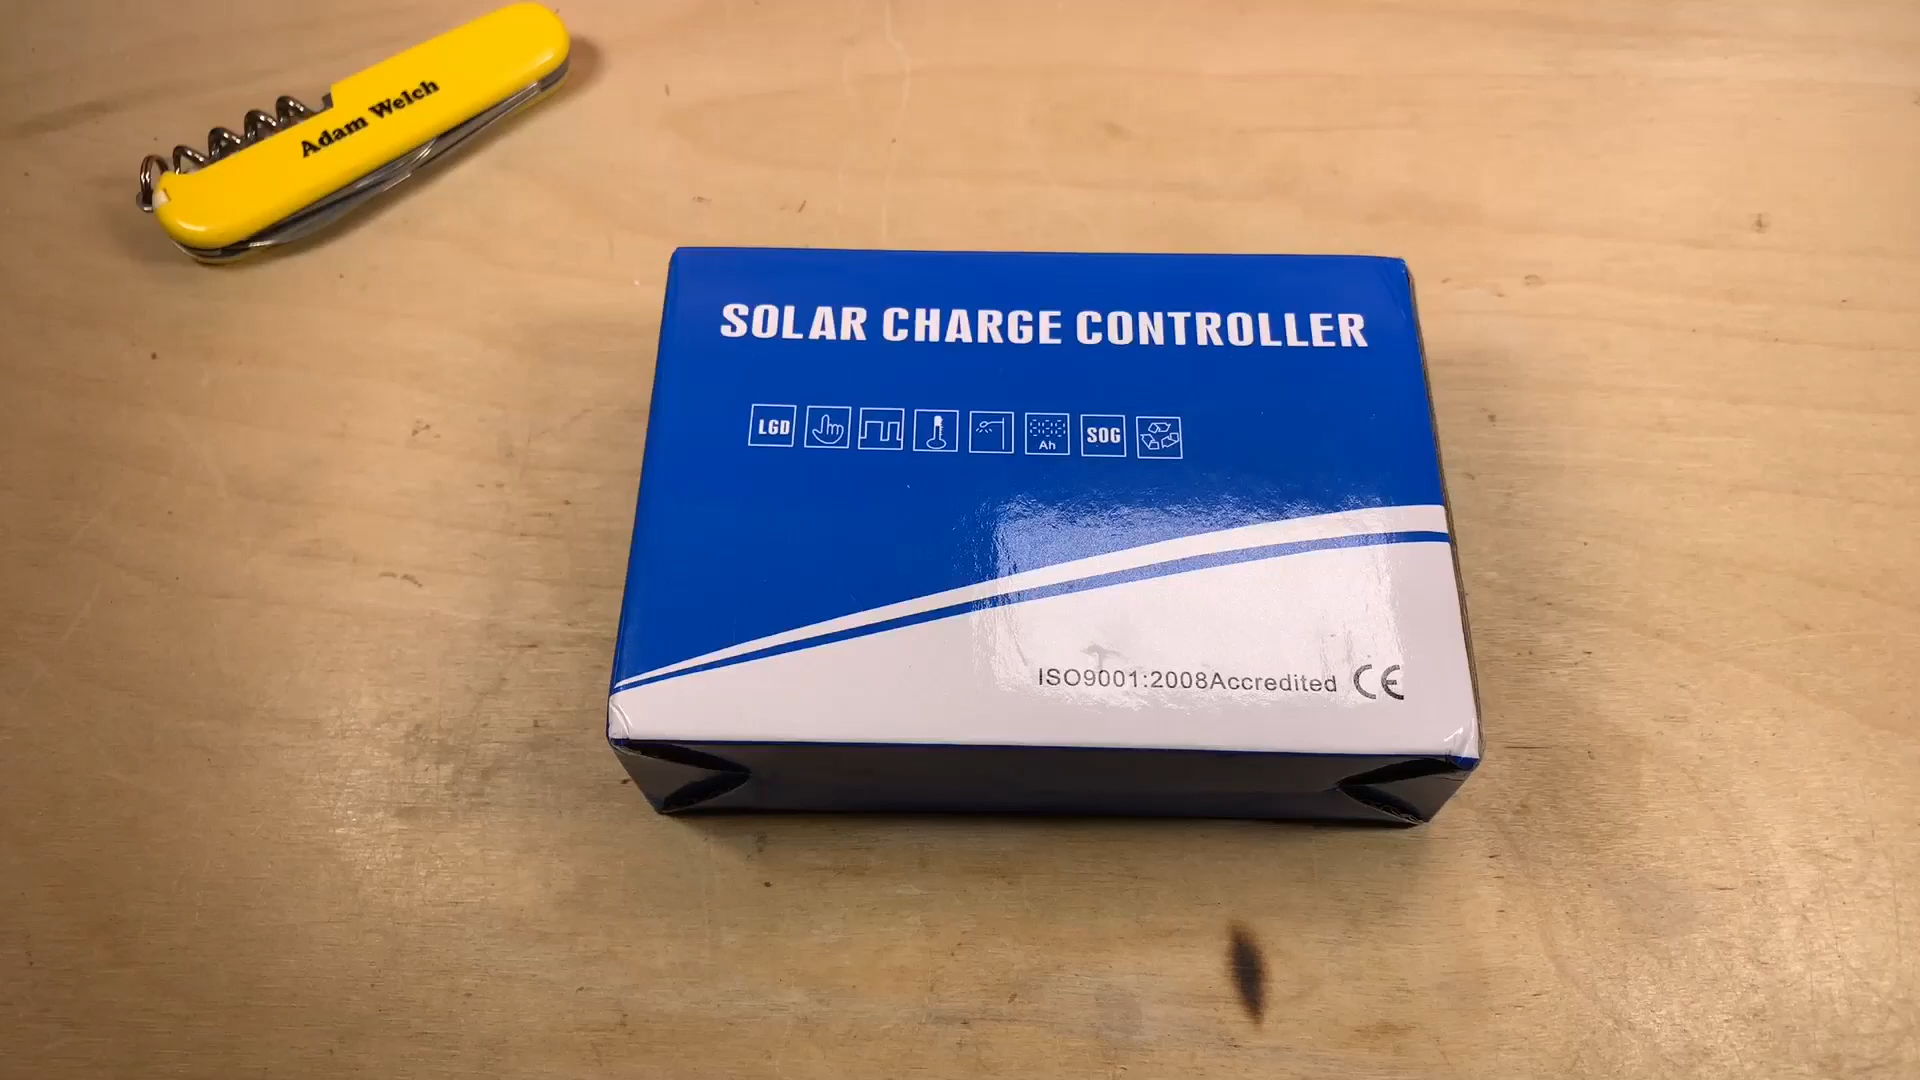 Adam Welch
SOLAR CHARGE CONTROLLER
LGD
Ah
SOG
ISO9001:2008Accredited CE